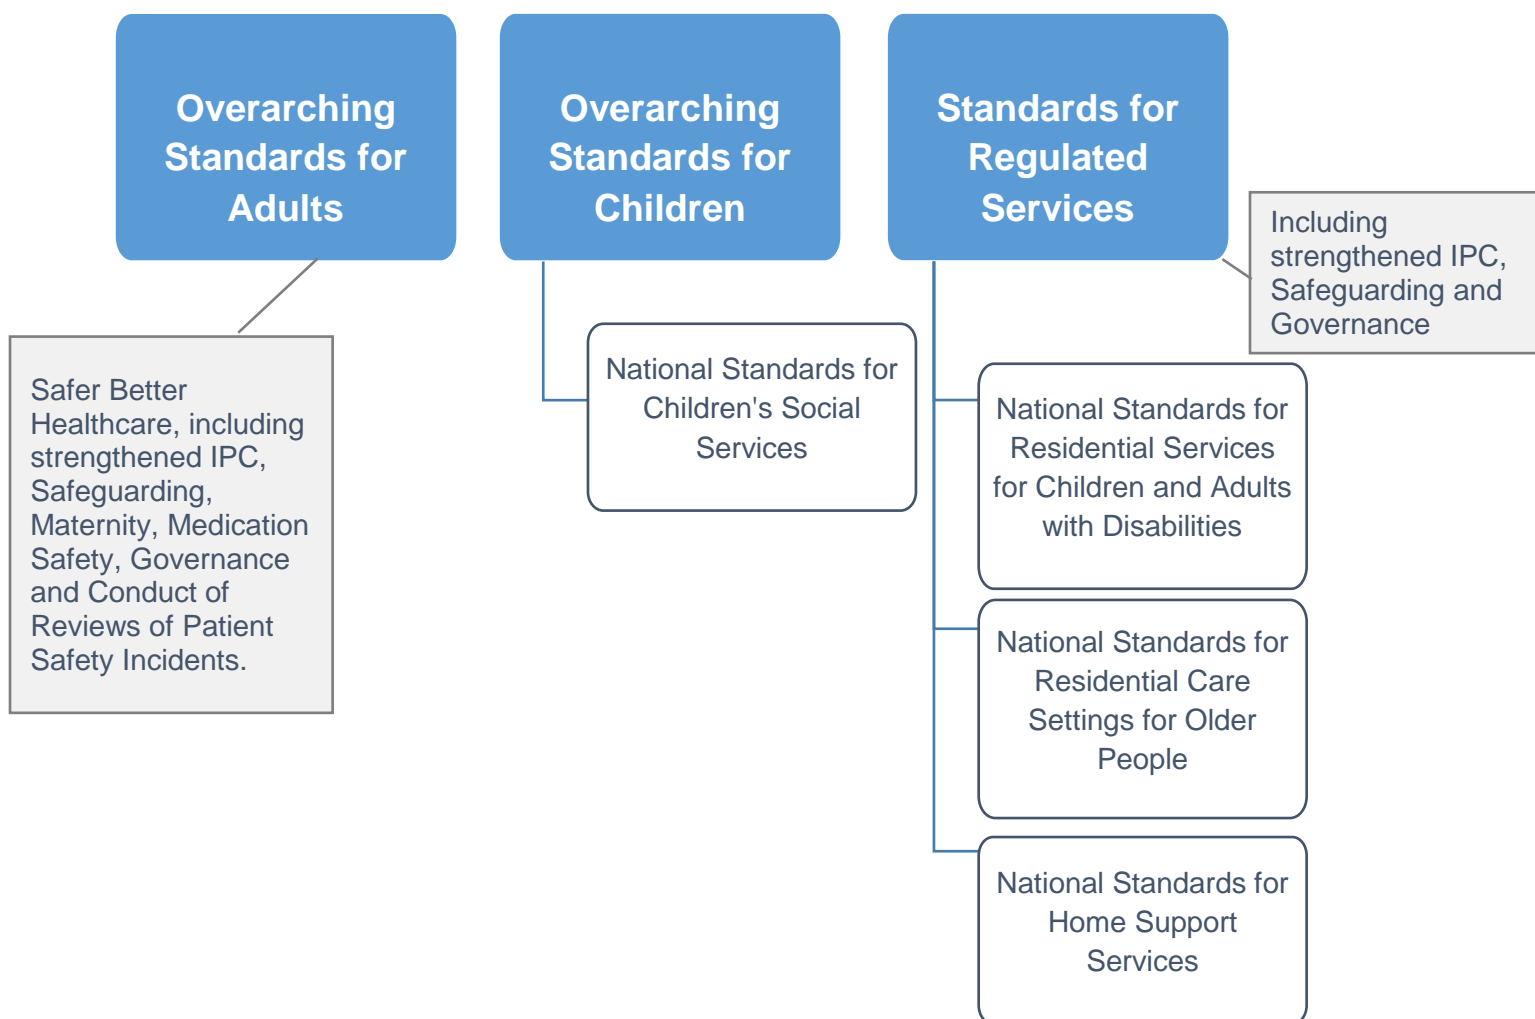 Overarching
Standards for
Adults
Overarching
Standards for
Children
Standards for
Regulated
Services
Including
strengthened IPC,
Safeguarding and
Governance
Safer Better
Healthcare, including
strengthened IPC,
Safeguarding,
Maternity, Medication
Safety, Governance
and Conduct of
Reviews of Patient
Safety Incidents.
National Standards for
Children's Social
Services
National Standards for
Residential Services
for Children and Adults
with Disabilities
National Standards for
Residential Care
Settings for Older
People
National Standards for
Home Support
Services